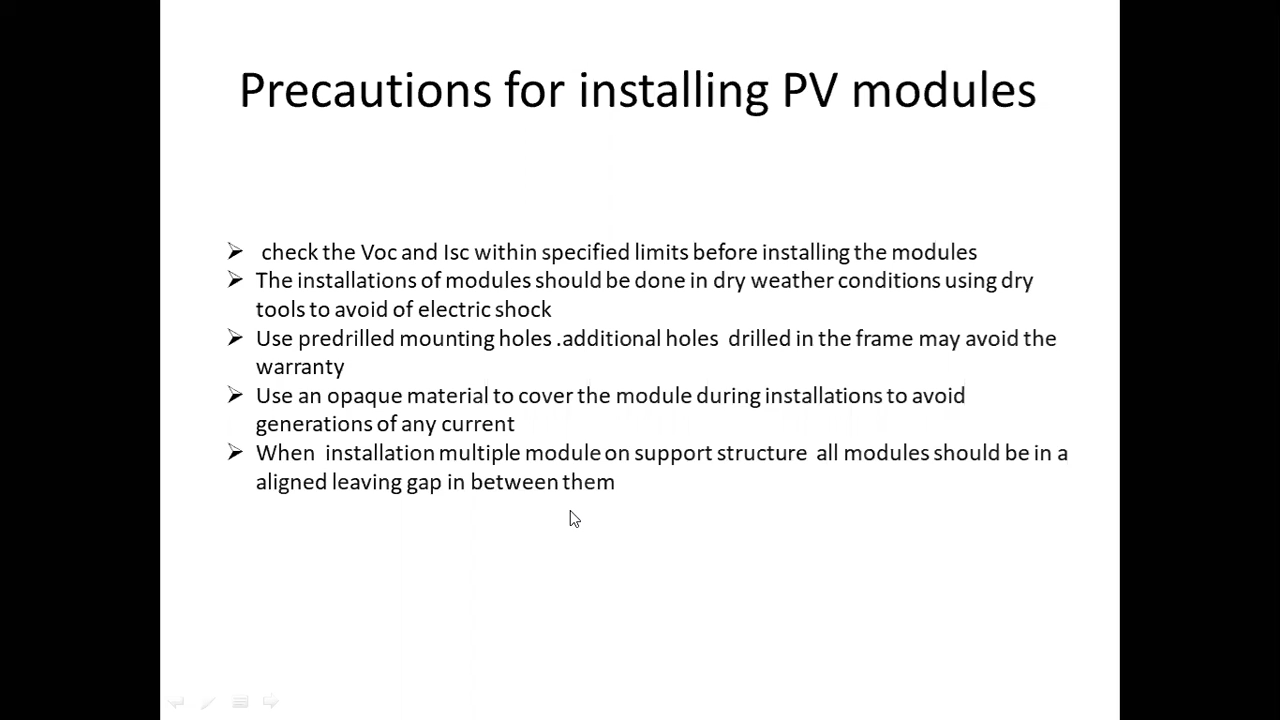 Precautions for installing PV modules
➢ check the Voc and Isc within specified limits before installing the modules
➢ The installations of modules should be done in dry weather conditions using dry
tools to avoid of electric shock
➢ Use predrilled mounting holes .additional holes drilled in the frame may avoid the
warranty
➢ Use an opaque material to cover the module during installations to avoid
generations of any current
➢ When installation multiple module on support structure all modules should be in a
aligned leaving gap in between them